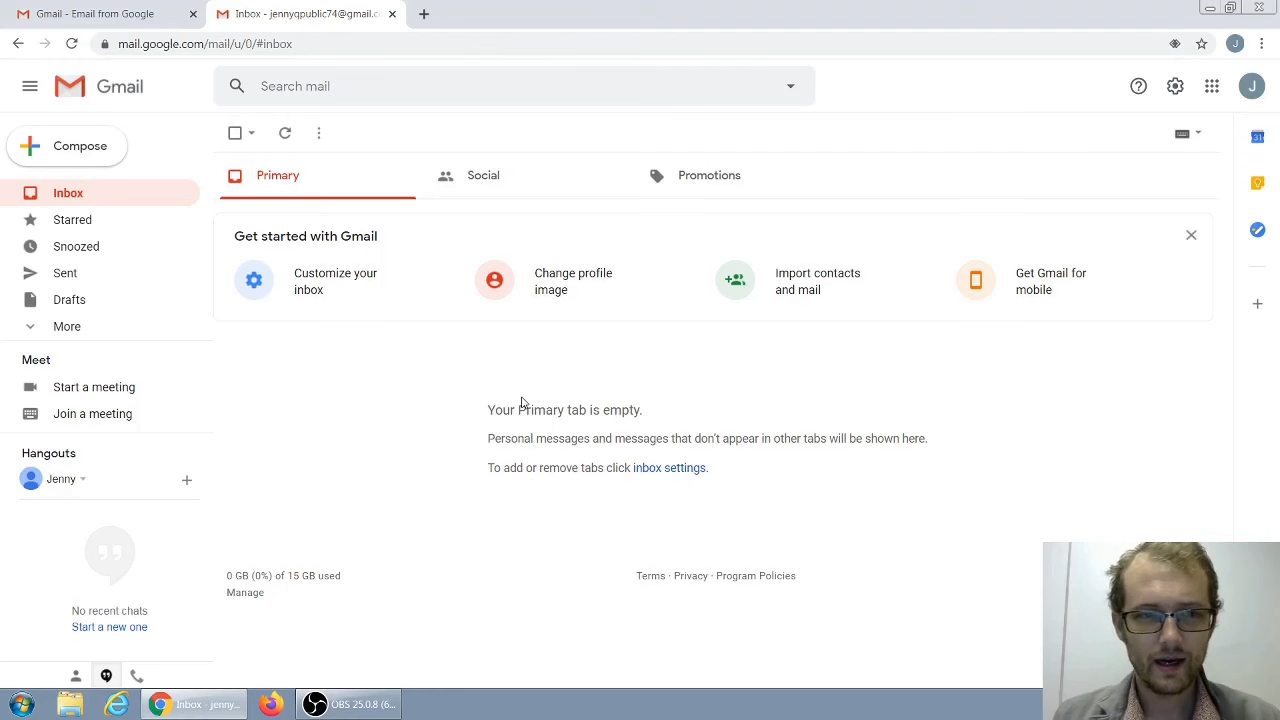 Gmail - Email from Google
Inbox - jennyqpublic74@gmail.c
mail.google.com/mail/u/0/#inbox
J
Gmail
Search mail
J
Compose
Inbox
Starred
Snoozed
Sent
Drafts
More
Meet
Start a meeting
Join a meeting
Hangouts
Jenny
No recent chats
Start a new one
Primary
Social
Promotions
Get started with Gmail
Customize your
inbox
Change profile
image
Import contacts
and mail
Get Gmail for
mobile
Your Primary tab is empty.
Personal messages and messages that don't appear in other tabs will be shown here.
To add or remove tabs click inbox settings.
0 GB (0%) of 15 GB used
Manage
Terms · Privacy · Program Policies
31
Inbox - jenny...
OBS 25.0.8 (6...